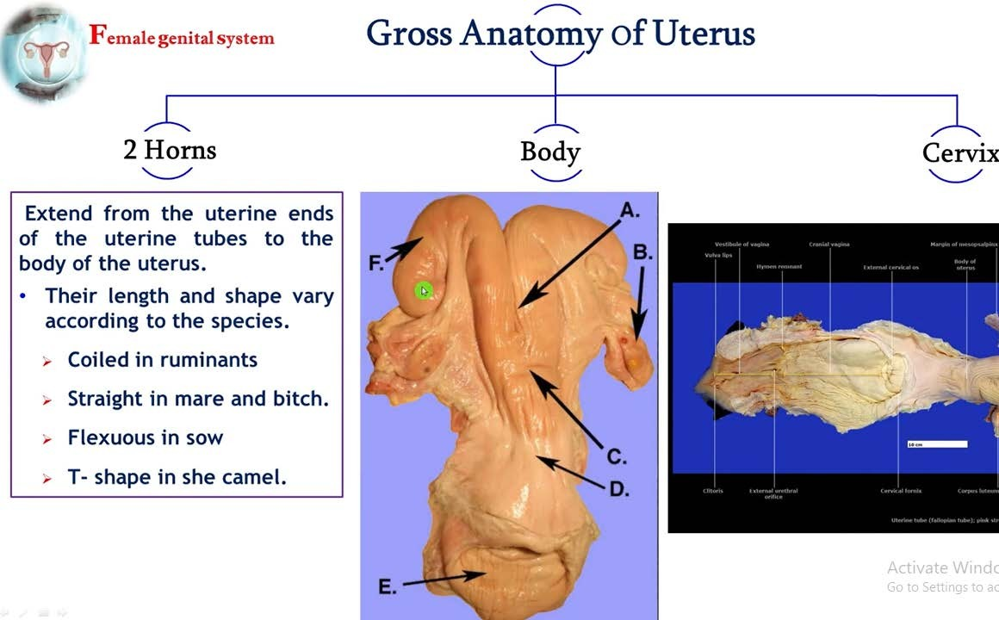 Female genital system
Gross Anatomy of Uterus
2 Horns
Body
Cervix
Extend from the uterine ends
of the uterine tubes to the
body of the uterus.
• Their length and shape vary
according to the species.
Coiled in ruminants
Straight in mare and bitch.
Flexuous in sow
T- shape in she camel.
A.
B.
F.
C.
D.
E.
Vestibule of vagina
Cranial vagina
Margin of mesosalpinx
Vulva lips
Hymen remnant
External cervical os
Body of
uterus
10 cm
Clitoris
External urethral
orifice
Cervical fornix
Corpus luteum
Uterine tube (fallopian tube); pink
Activate Windo
Go to Settings to ac